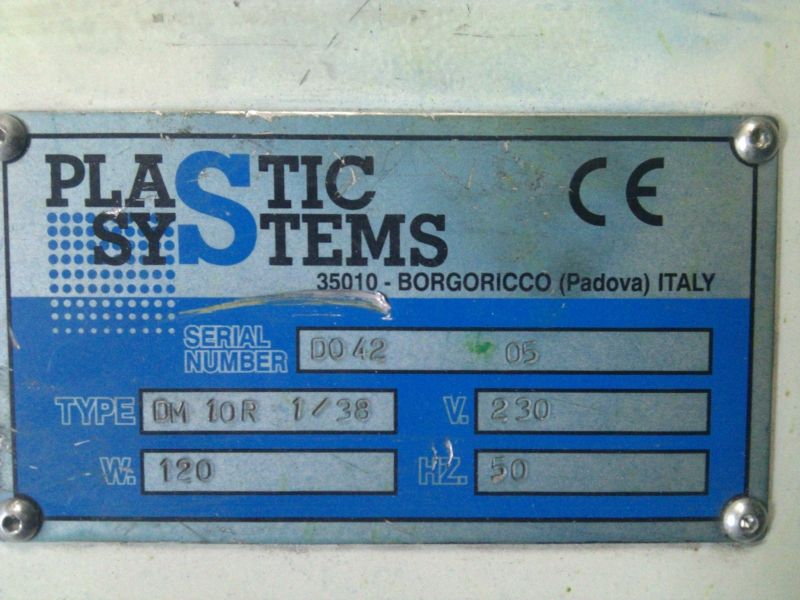 PLASTIC
SYSTEMS
CE
35010 - BORGORICCO (Padova) ITALY
SERIAL NUMBER DO 42 05
TYPE DM 10R 1/38 V. 230
W. 120 HZ. 50